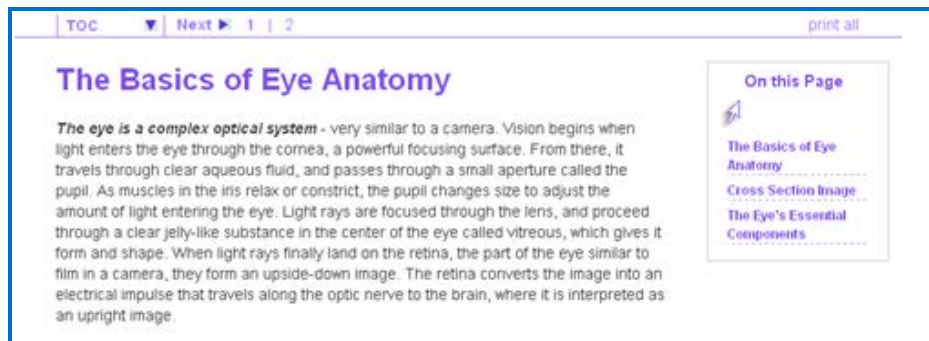 TOC Next 1 | 2 print all
The Basics of Eye Anatomy
The eye is a complex optical system - very similar to a camera. Vision begins when
light enters the eye through the cornea, a powerful focusing surface. From there, it
travels through clear aqueous fluid, and passes through a small aperture called the
pupil. As muscles in the iris relax or constrict, the pupil changes size to adjust the
amount of light entering the eye. Light rays are focused through the lens, and proceed
through a clear jelly-like substance in the center of the eye called vitreous, which gives it
form and shape. When light rays finally land on the retina, the part of the eye similar to
film in a camera, they form an upside-down image. The retina converts the image into an
electrical impulse that travels along the optic nerve to the brain, where it is interpreted as
an upright image.
On this Page
The Basics of Eye
Anatomy
Cross Section Image
The Eye's Essential
Components